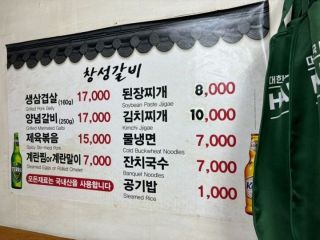 창성갈비
생삼겹살 (160g) 17,000
Grilled Pork Belly
양념갈비 (250g) 17,000
Grilled Marinated Galbi
제육볶음 15,000
Spicy Stir-fried Pork
계란찜or계란말이 7,000
Steamed Eggs or Rolled Omelet
모든재료는 국내산을 사용합니다
된장찌개 8,000
Soybean Paste Jjigae
김치찌개 10,000
Kimchi Jjigae
물냉면 7,000
Cold Buckwheat Noodles
잔치국수 7,000
Banquet Noodles
공기밥 1,000
Steamed Rice
대한